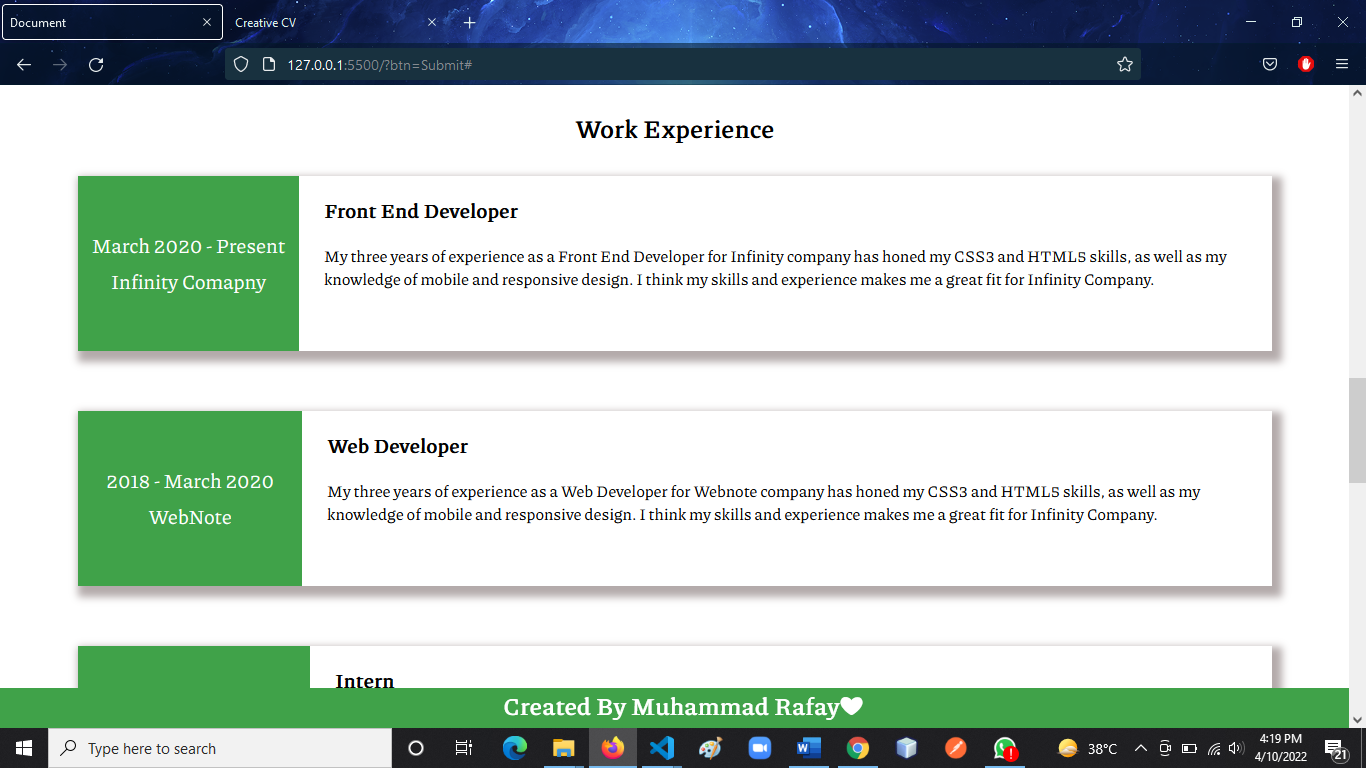 Document
Creative CV
127.0.0.1:5500/?btn=Submit#
Work Experience
March 2020 - Present
Infinity Comapny
Front End Developer
My three years of experience as a Front End Developer for Infinity company has honed my CSS3 and HTML5 skills, as well as my
knowledge of mobile and responsive design. I think my skills and experience makes me a great fit for Infinity Company.
2018 - March 2020
WebNote
Web Developer
My three years of experience as a Web Developer for Webnote company has honed my CSS3 and HTML5 skills, as well as my
knowledge of mobile and responsive design. I think my skills and experience makes me a great fit for Infinity Company.
Intern
Created By Muhammad Rafay
Type here to search
38°C
4:19 PM
4/10/2022
21